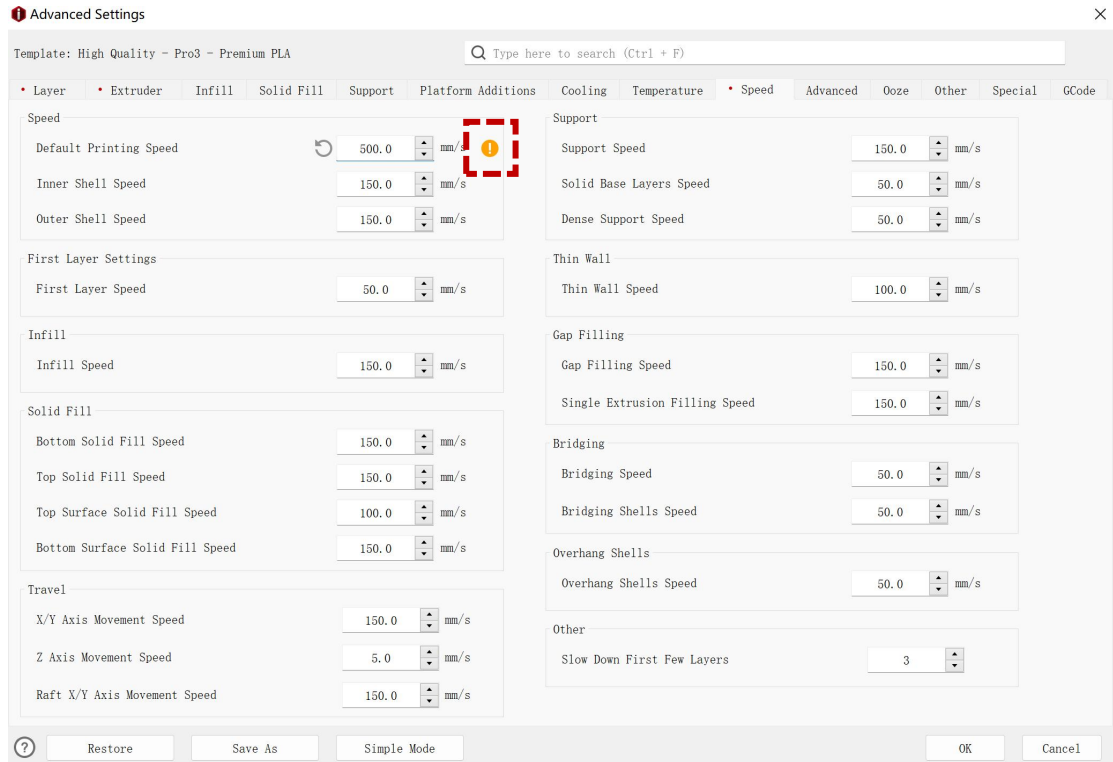 Advanced Settings
Template: High Quality - Pro3 - Premium PLA
Type here to search (Ctrl + F)
• Layer • Extruder Infill Solid Fill Support Platform Additions Cooling Temperature • Speed Advanced Ooze Other Special GCode
Speed
Default Printing Speed 500.0 mm/s
Inner Shell Speed 150.0 mm/s
Outer Shell Speed 150.0 mm/s
First Layer Settings
First Layer Speed 50.0 mm/s
Infill
Infill Speed 150.0 mm/s
Solid Fill
Bottom Solid Fill Speed 150.0 mm/s
Top Solid Fill Speed 150.0 mm/s
Top Surface Solid Fill Speed 100.0 mm/s
Bottom Surface Solid Fill Speed 150.0 mm/s
Travel
X/Y Axis Movement Speed 150.0 mm/s
Z Axis Movement Speed 5.0 mm/s
Raft X/Y Axis Movement Speed 150.0 mm/s
Support
Support Speed 150.0 mm/s
Solid Base Layers Speed 50.0 mm/s
Dense Support Speed 50.0 mm/s
Thin Wall
Thin Wall Speed 100.0 mm/s
Gap Filling
Gap Filling Speed 150.0 mm/s
Single Extrusion Filling Speed 150.0 mm/s
Bridging
Bridging Speed 50.0 mm/s
Bridging Shells Speed 50.0 mm/s
Overhang Shells
Overhang Shells Speed 50.0 mm/s
Other
Slow Down First Few Layers 3
? Restore Save As Simple Mode OK Cancel